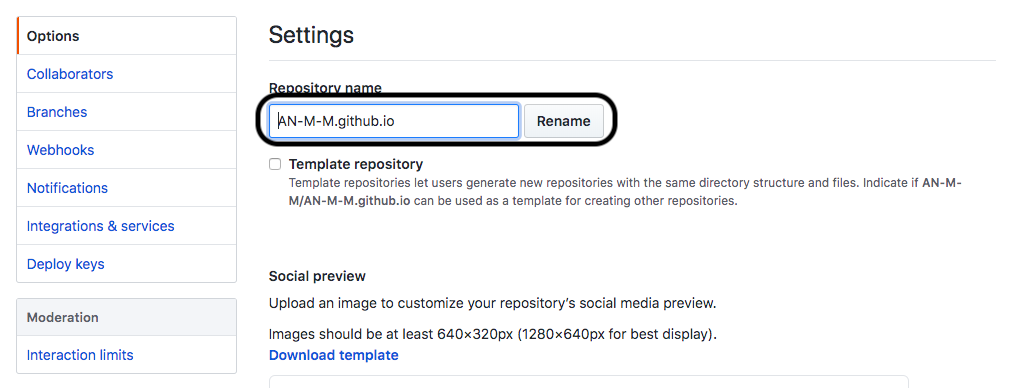 Options
Collaborators
Branches
Webhooks
Notifications
Integrations & services
Deploy keys
Moderation
Interaction limits
Settings
Repository name
AN-M-M.github.io
Rename
Template repository
Template repositories let users generate new repositories with the same directory structure and files. Indicate if AN-M-
M/AN-M-M.github.io can be used as a template for creating other repositories.
Social preview
Upload an image to customize your repository's social media preview.
Images should be at least 640×320px (1280×640px for best display).
Download template